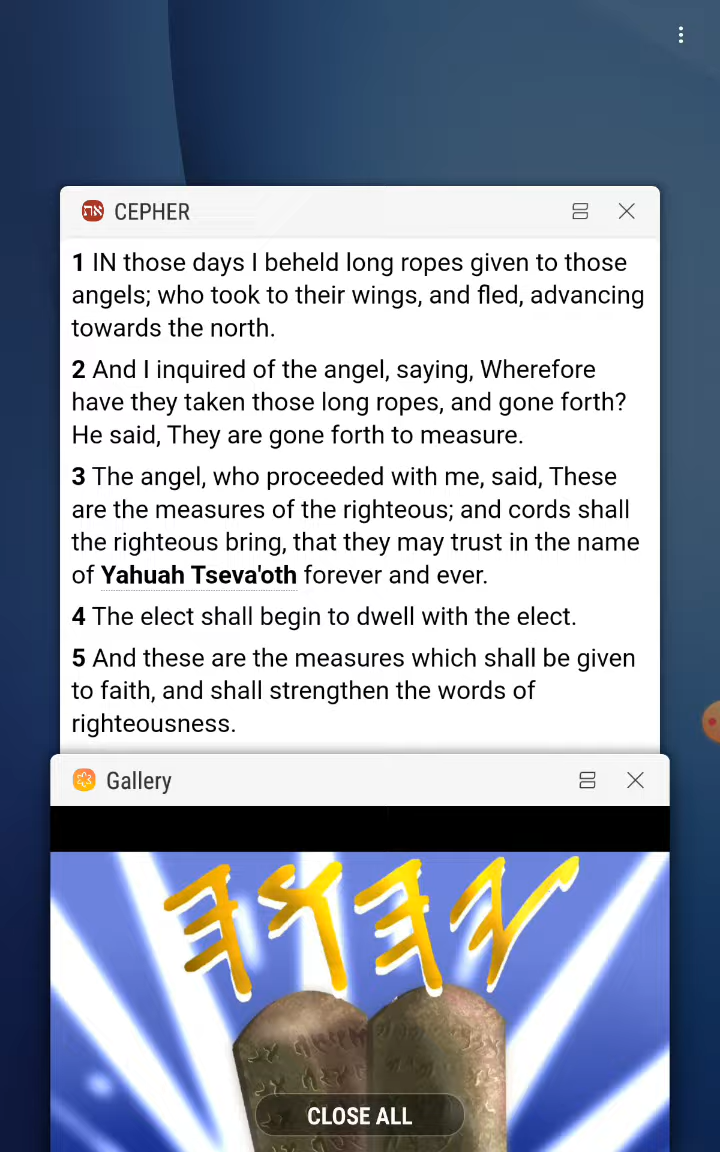 את CEPHER
1 IN those days I beheld long ropes given to those
angels; who took to their wings, and fled, advancing
towards the north.
2 And I inquired of the angel, saying, Wherefore
have they taken those long ropes, and gone forth?
He said, They are gone forth to measure.
3 The angel, who proceeded with me, said, These
are the measures of the righteous; and cords shall
the righteous bring, that they may trust in the name
of Yahuah Tseva'oth forever and ever.
4 The elect shall begin to dwell with the elect.
5 And these are the measures which shall be given
to faith, and shall strengthen the words of
righteousness.
Gallery
𐤉𐤄𐤅𐤄
CLOSE ALL